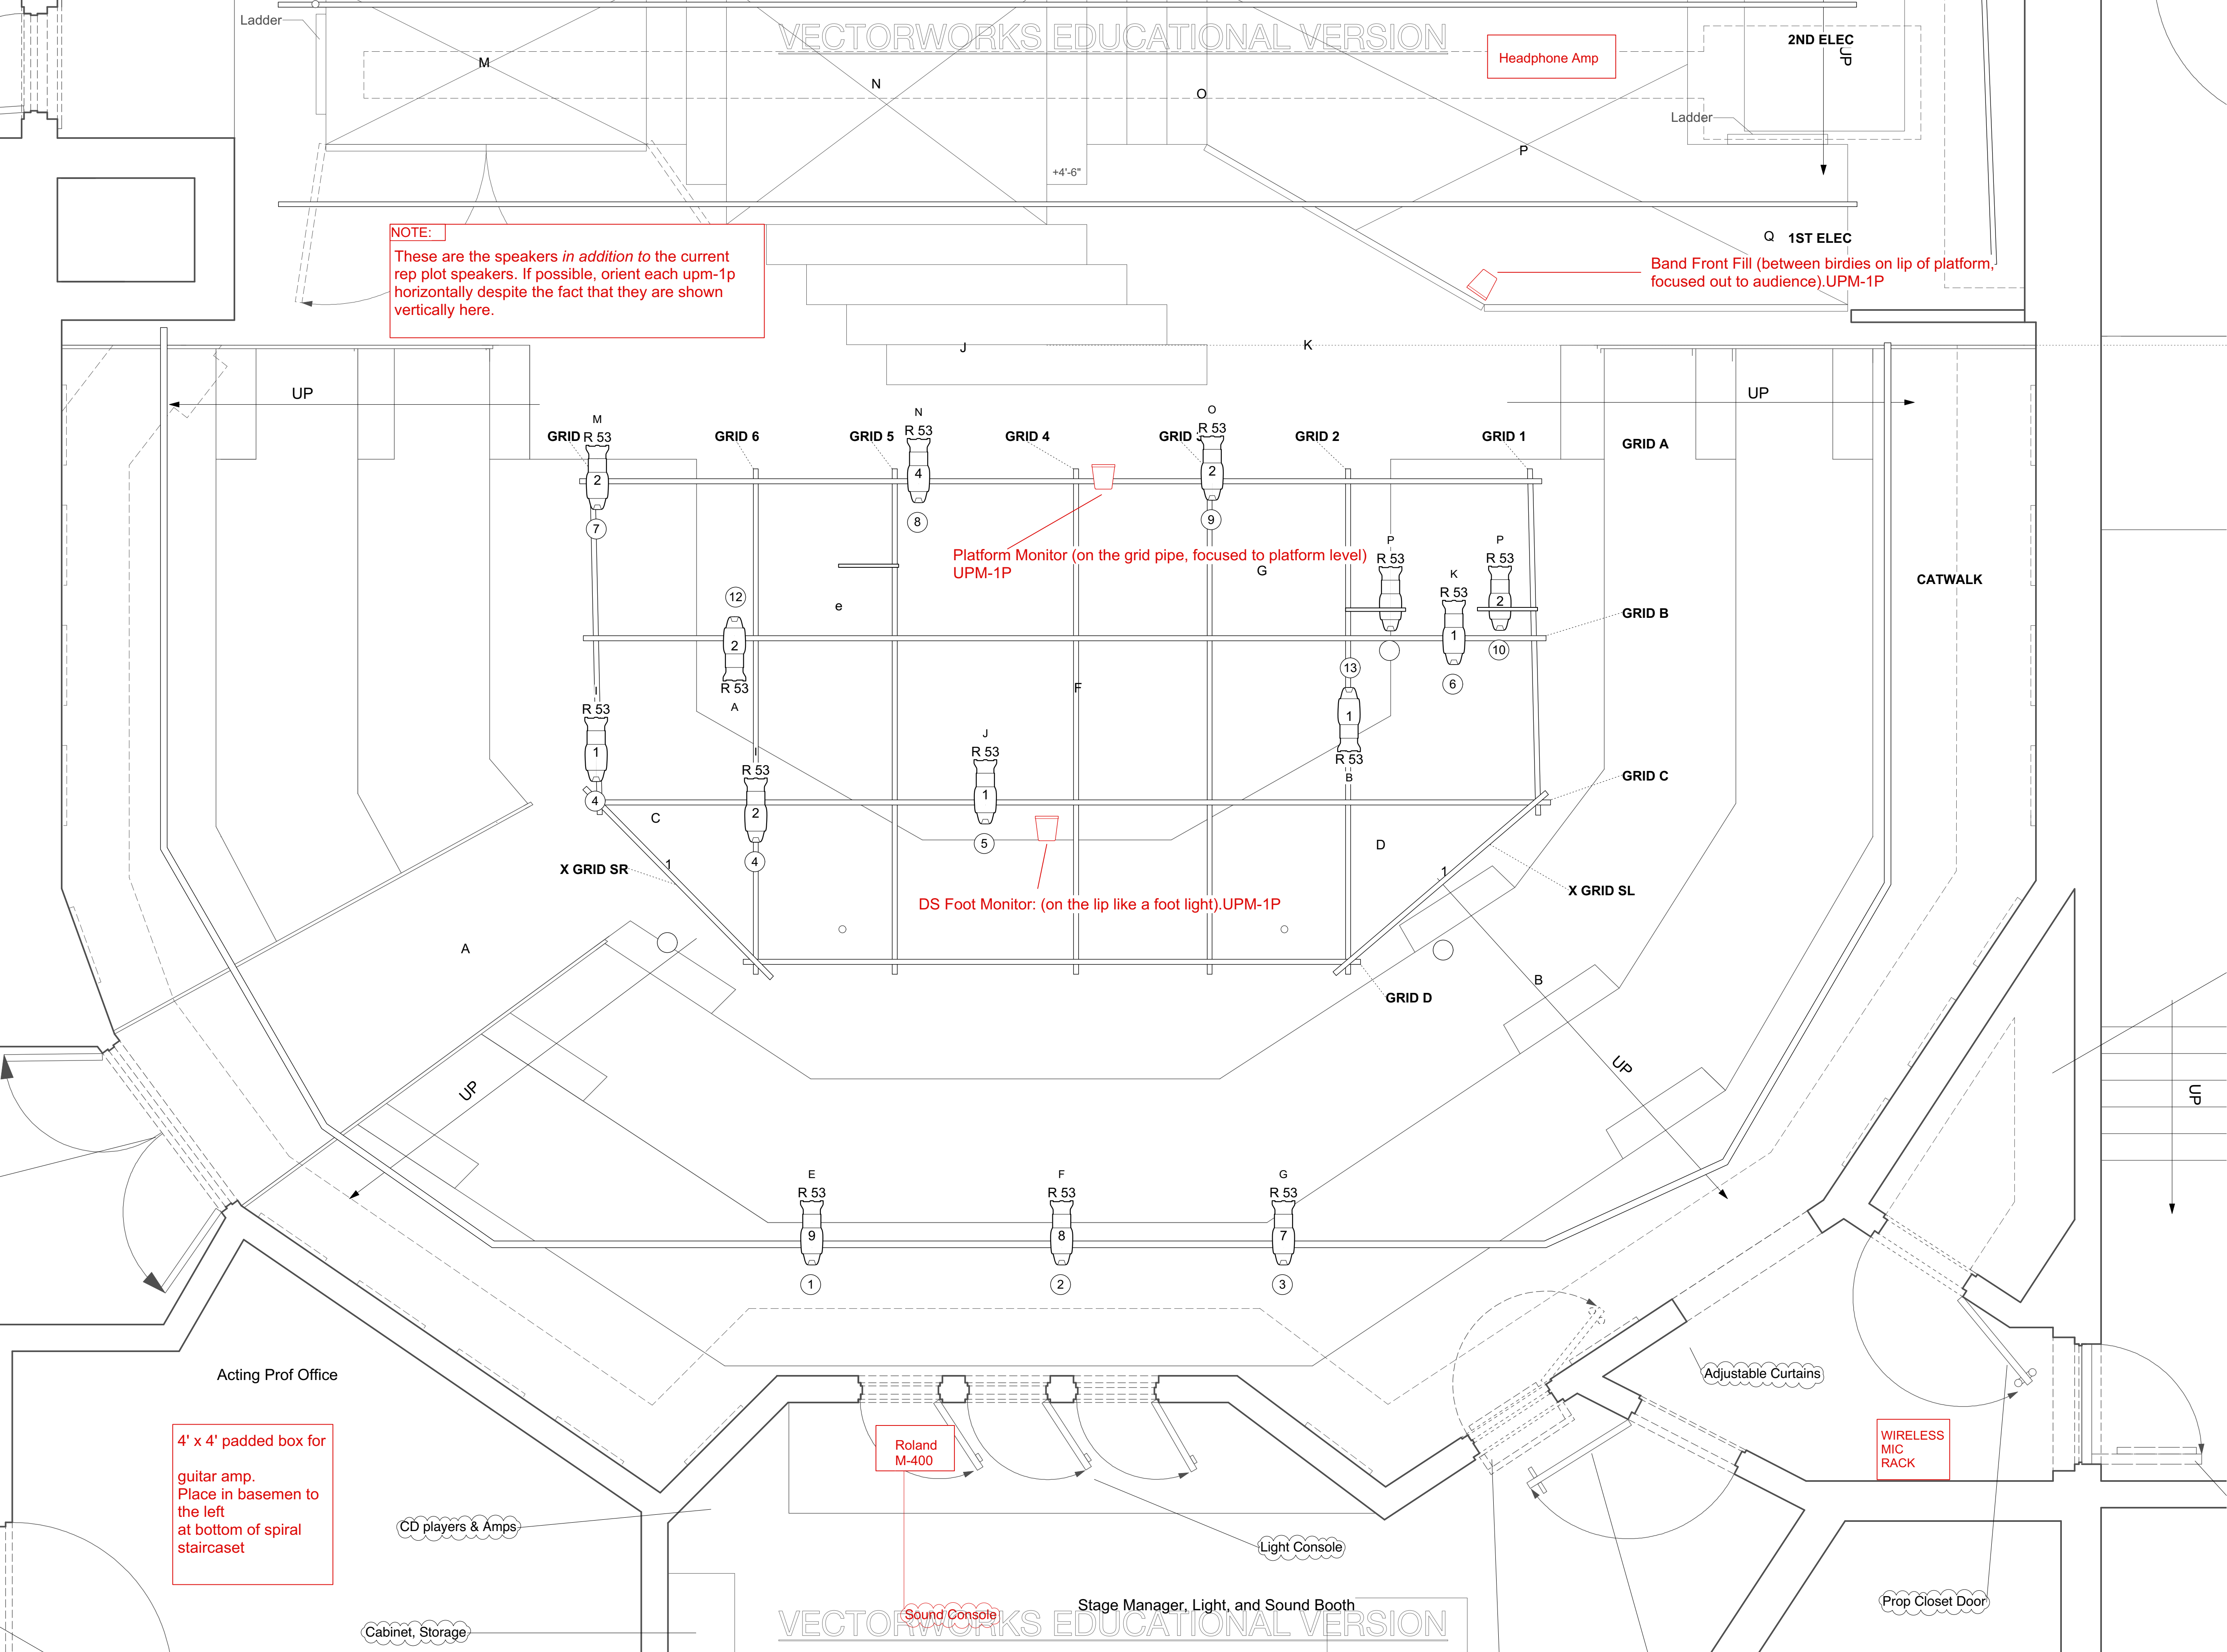 Ladder
VECTORWORKS EDUCATIONAL VERSION
2ND ELEC
UP
Headphone Amp
M
N
O
Ladder
P
+4'-6"
NOTE:
These are the speakers in addition to the current
rep plot speakers. If possible, orient each upm-1p
horizontally despite the fact that they are shown
vertically here.
Q
1ST ELEC
Band Front Fill (between birdies on lip of platform,
focused out to audience).UPM-1P
J
K
UP
UP
M
N
O
GRID
R 53
GRID 6
GRID 5
R 53
GRID 4
GRID
R 53
GRID 2
GRID 1
GRID A
2
4
2
7
8
9
Platform Monitor (on the grid pipe, focused to platform level)
UPM-1P
G
P
R 53
P
R 53
2
K
R 53
1
CATWALK
12
e
GRID B
2
R 53
A
10
13
6
F
I
R 53
1
I
R 53
2
J
R 53
1
1
R 53
B
GRID C
4
C
4
5
D
X GRID SR
1
1
X GRID SL
DS Foot Monitor: (on the lip like a foot light).UPM-1P
A
B
GRID D
UP
UP
UP
E
F
G
R 53
R 53
R 53
9
8
7
1
2
3
Acting Prof Office
Adjustable Curtains
4' x 4' padded box for
guitar amp.
Place in basemen to
the left
at bottom of spiral
staircaset
Roland
M-400
WIRELESS
MIC
RACK
CD players & Amps
Light Console
Sound Console
Stage Manager, Light, and Sound Booth
Prop Closet Door
Cabinet, Storage
VECTORWORKS EDUCATIONAL VERSION